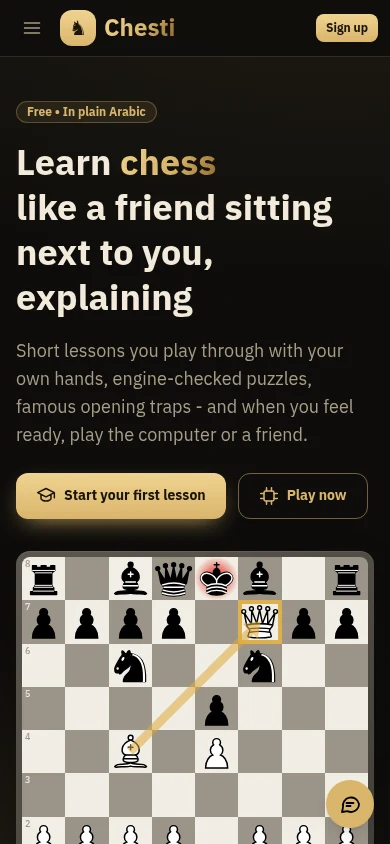 Chesti
Sign up
Free • In plain Arabic
Learn chess
like a friend sitting
next to you,
explaining
Short lessons you play through with your
own hands, engine-checked puzzles,
famous opening traps - and when you feel
ready, play the computer or a friend.
Start your first lesson
Play now
8
7
6
5
4
3
2